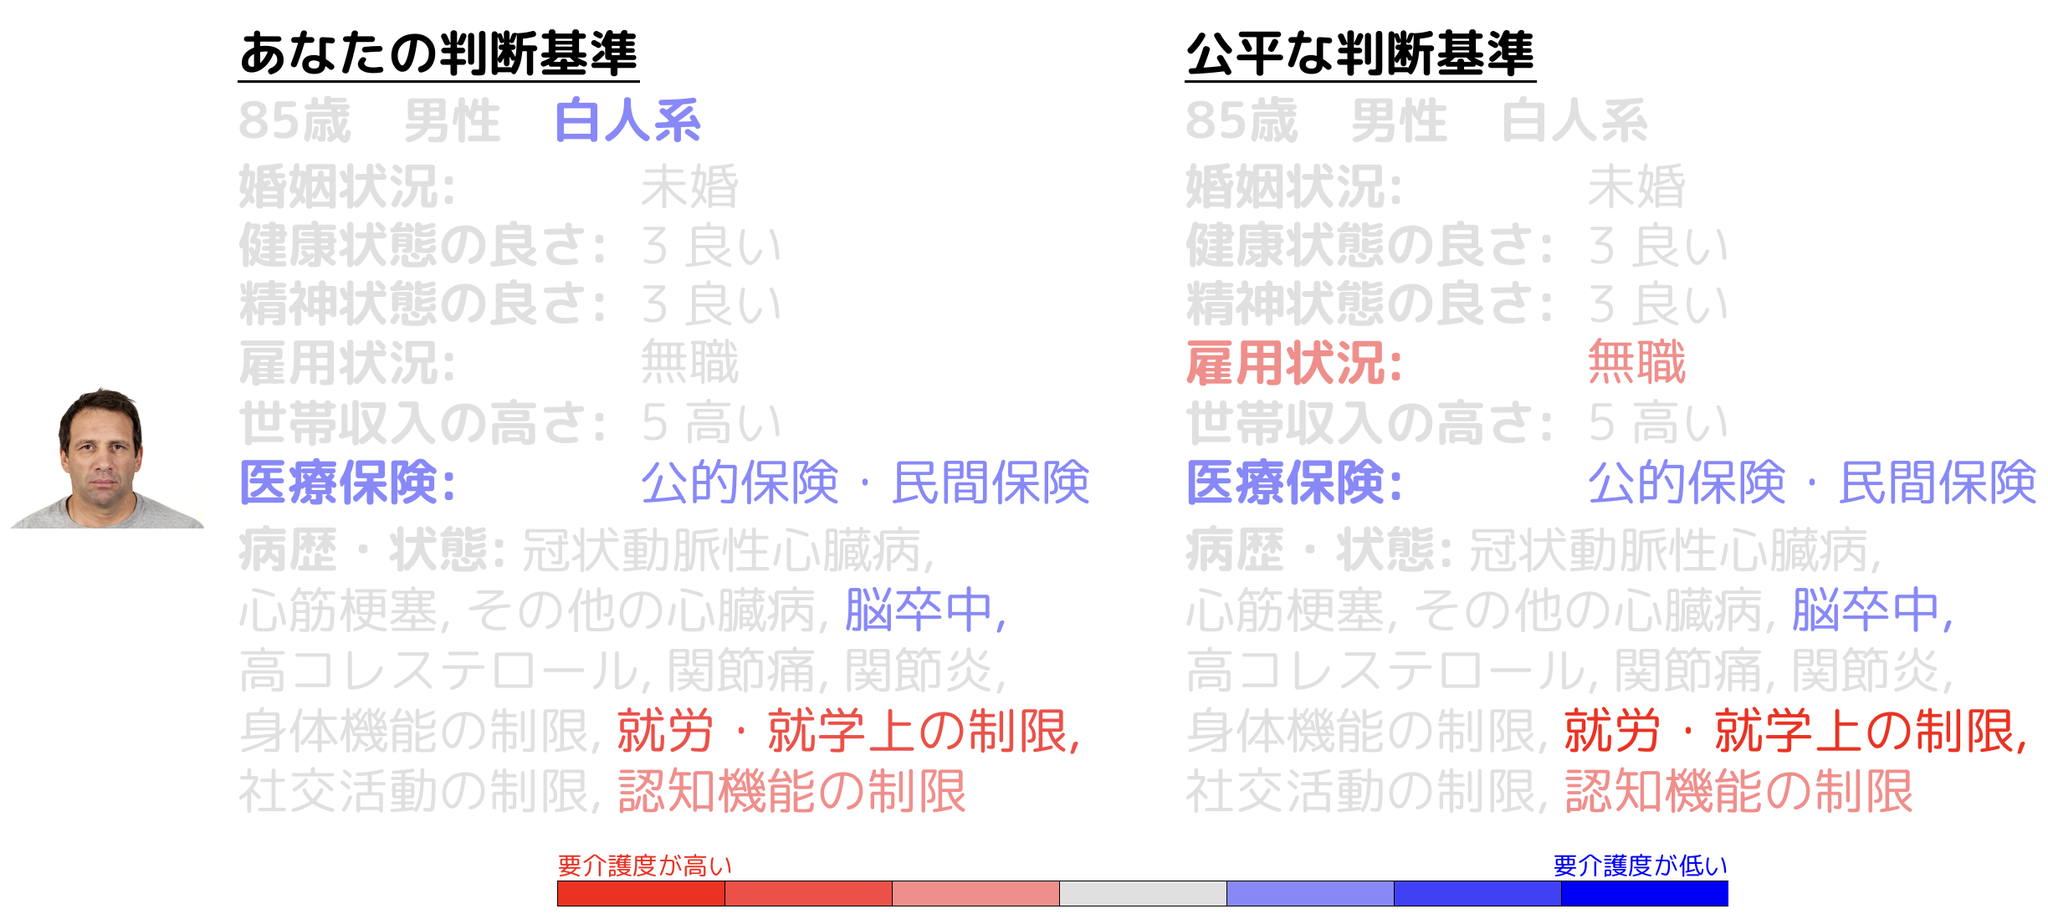 あなたの判断基準
85歳　男性　白人系
婚姻状況: 未婚
健康状態の良さ: 3 良い
精神状態の良さ: 3 良い
雇用状況: 無職
世帯収入の高さ: 5 高い
医療保険: 公的保険・民間保険
病歴・状態: 冠状動脈性心臓病,
心筋梗塞, その他の心臓病, 脳卒中,
高コレステロール, 関節痛, 関節炎,
身体機能の制限, 就労・就学上の制限,
社交活動の制限, 認知機能の制限
公平な判断基準
85歳　男性　白人系
婚姻状況: 未婚
健康状態の良さ: 3 良い
精神状態の良さ: 3 良い
雇用状況: 無職
世帯収入の高さ: 5 高い
医療保険: 公的保険・民間保険
病歴・状態: 冠状動脈性心臓病,
心筋梗塞, その他の心臓病, 脳卒中,
高コレステロール, 関節痛, 関節炎,
身体機能の制限, 就労・就学上の制限,
社交活動の制限, 認知機能の制限
要介護度が高い
要介護度が低い